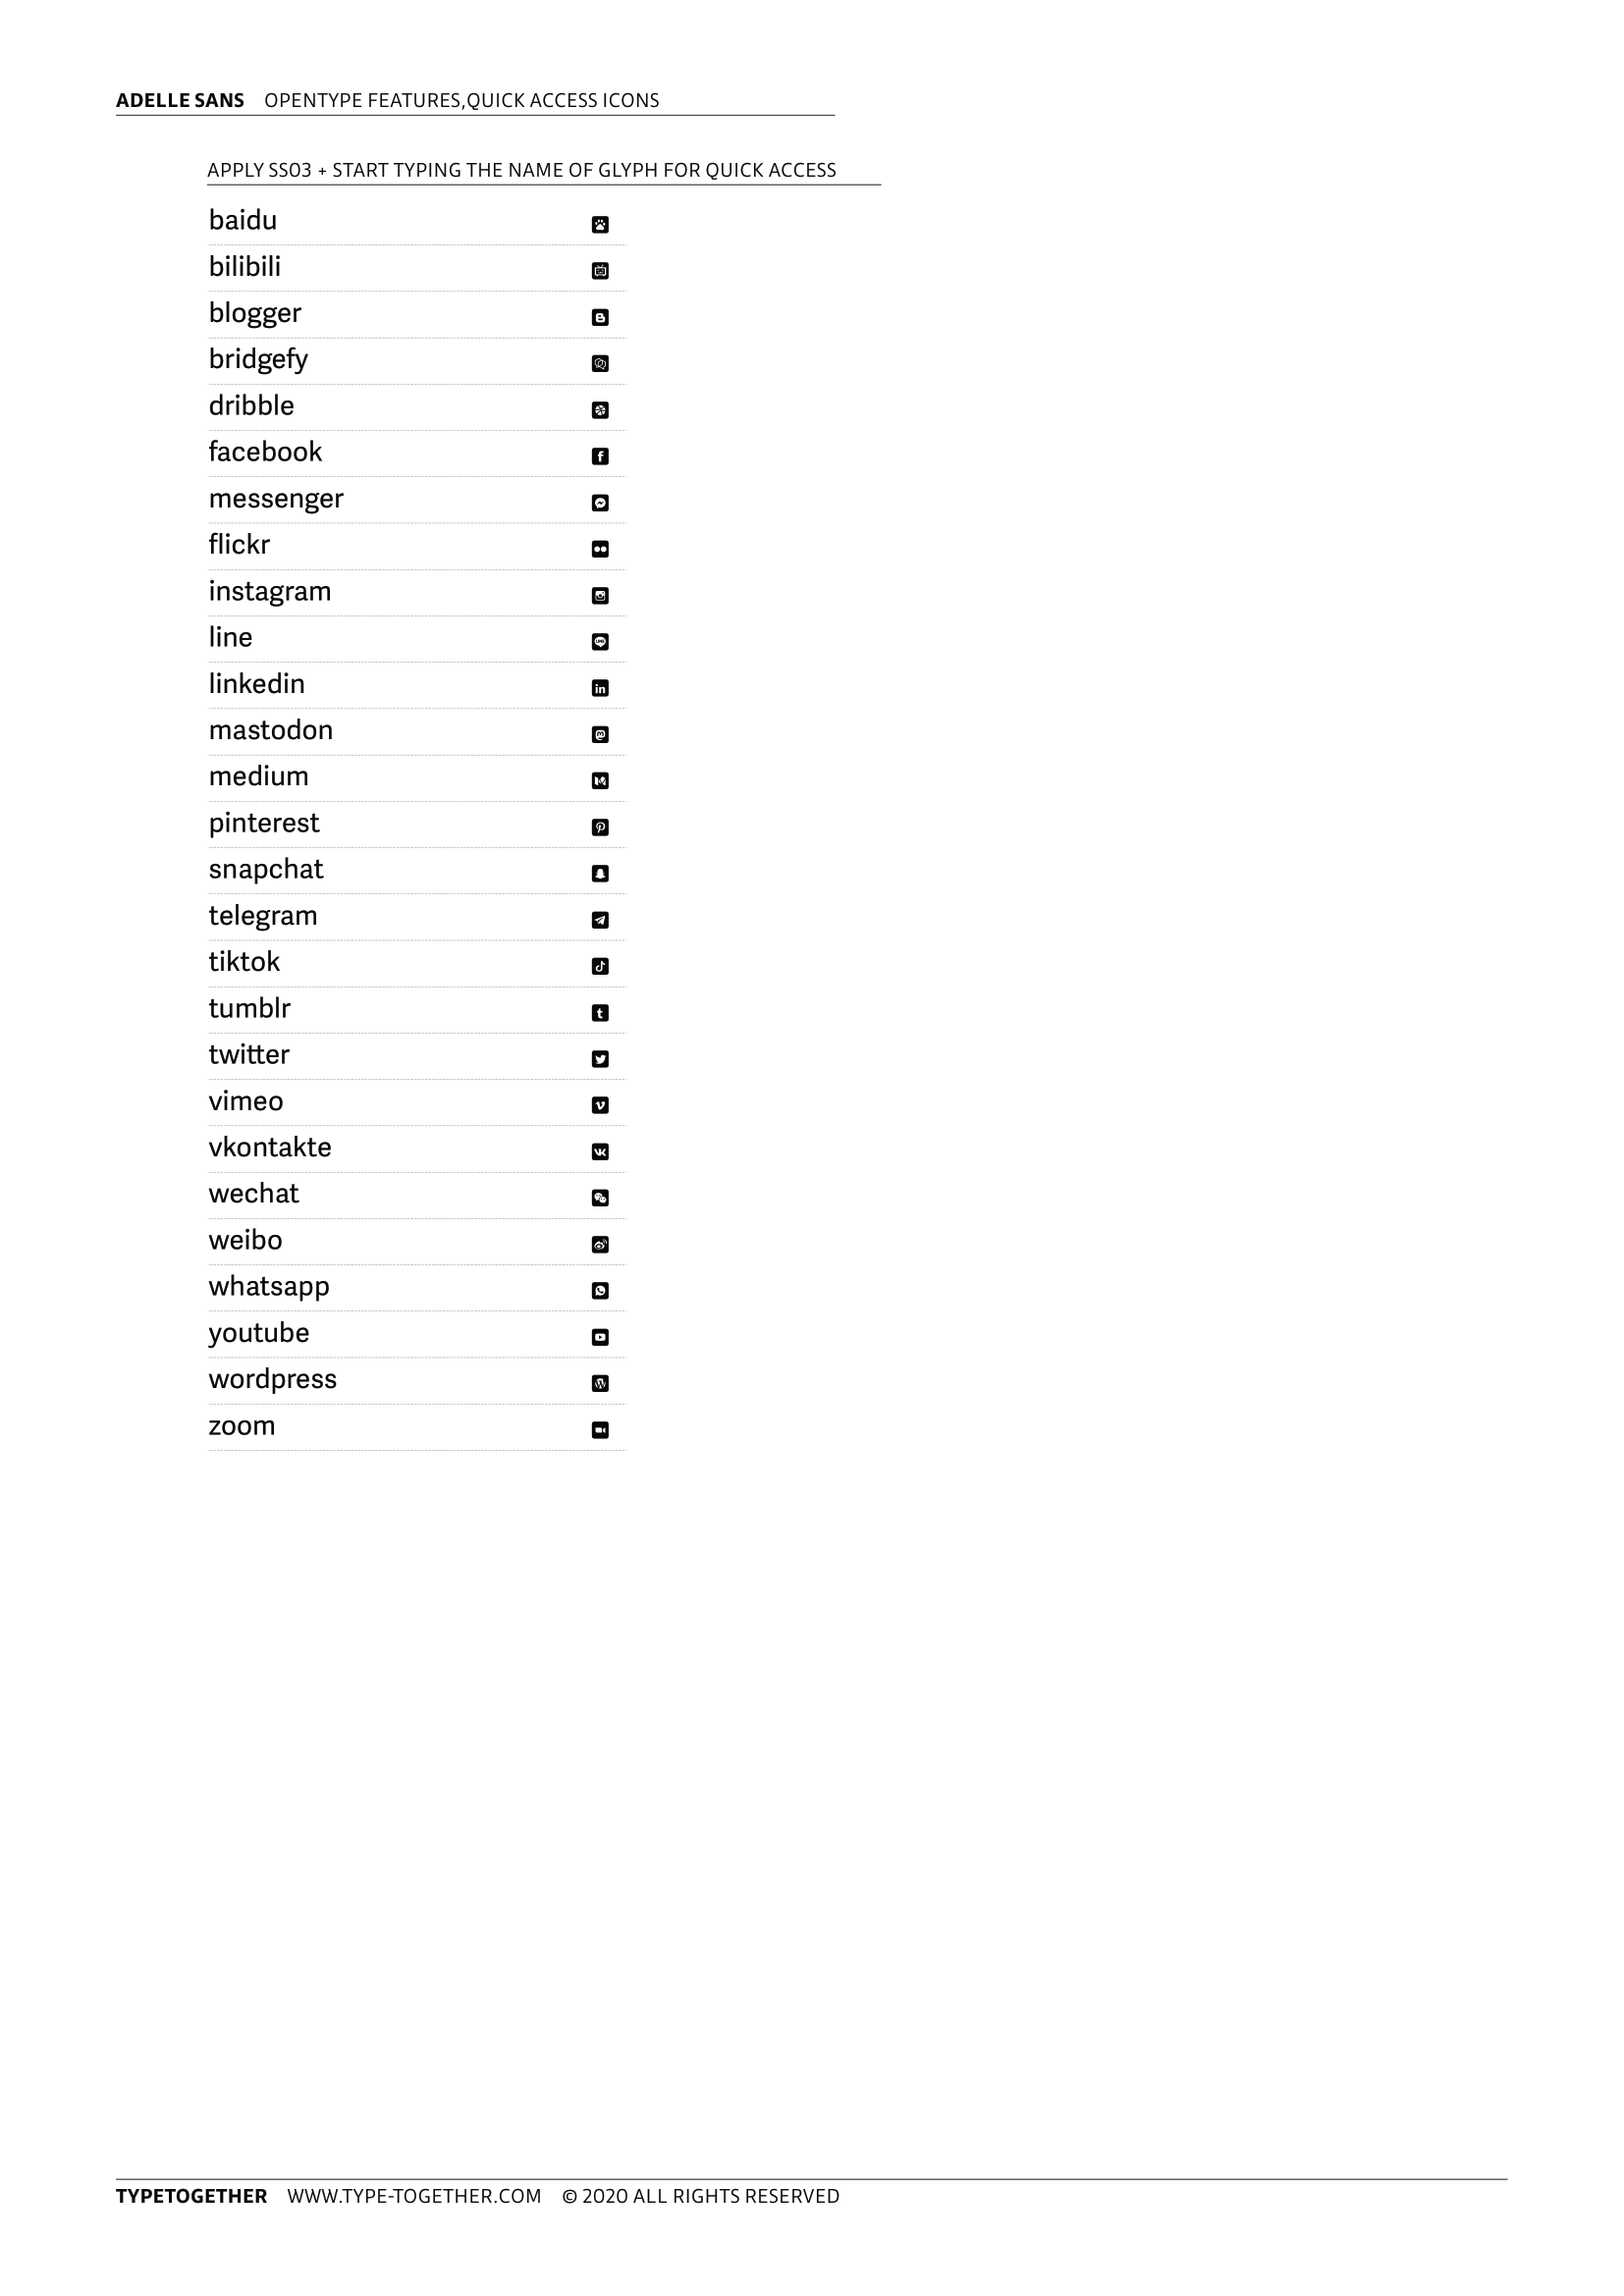 ADELLE SANS OPENTYPE FEATURES,QUICK ACCESS ICONS
APPLY SS03 + START TYPING THE NAME OF GLYPH FOR QUICK ACCESS
baidu
bilibili
blogger
bridgefy
dribble
facebook
messenger
flickr
instagram
line
linkedin
mastodon
medium
pinterest
snapchat
telegram
tiktok
tumblr
twitter
vimeo
vkontakte
wechat
weibo
whatsapp
youtube
wordpress
zoom
TYPETOGETHER WWW.TYPE-TOGETHER.COM © 2020 ALL RIGHTS RESERVED